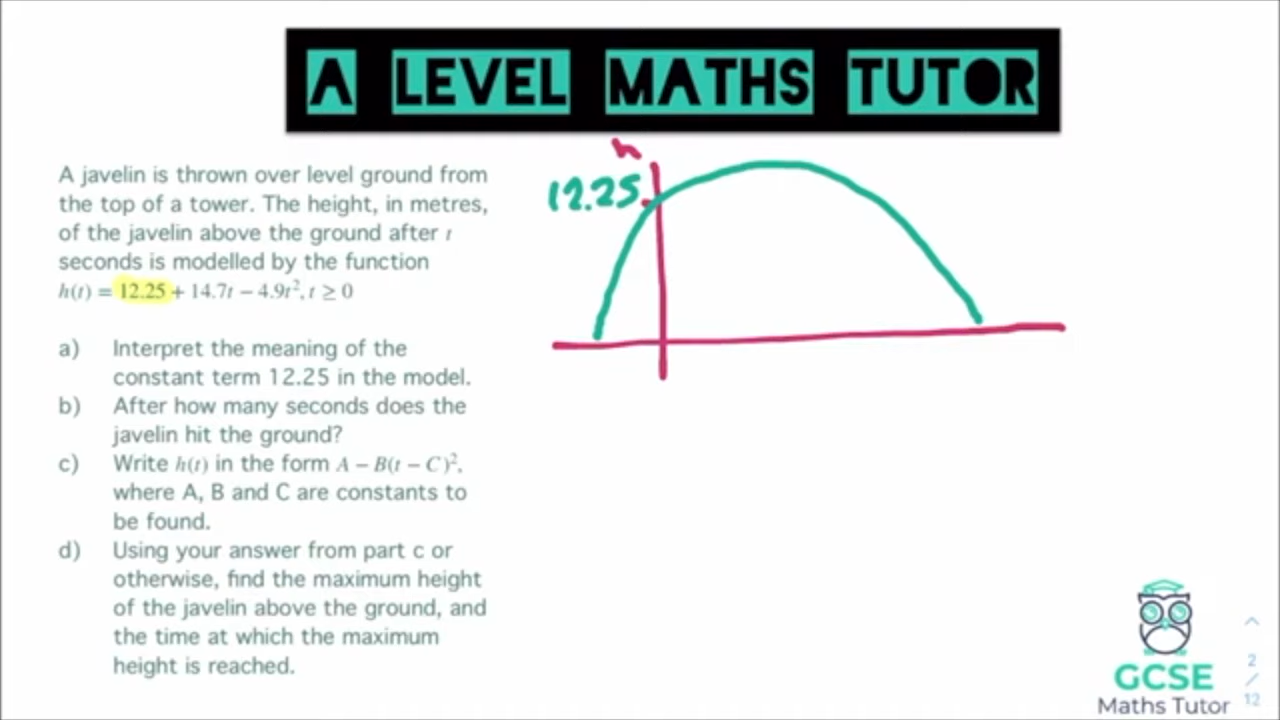 A LEVEL MATHS TUTOR
h
12.25
A javelin is thrown over level ground from
the top of a tower. The height, in metres,
of the javelin above the ground after t
seconds is modelled by the function
h(t) = 12.25 + 14.7t − 4.9t², t ≥ 0
a) Interpret the meaning of the
constant term 12.25 in the model.
b) After how many seconds does the
javelin hit the ground?
c) Write h(t) in the form A − B(t − C)²,
where A, B and C are constants to
be found.
d) Using your answer from part c or
otherwise, find the maximum height
of the javelin above the ground, and
the time at which the maximum
height is reached.
GCSE
Maths Tutor
2
/
12